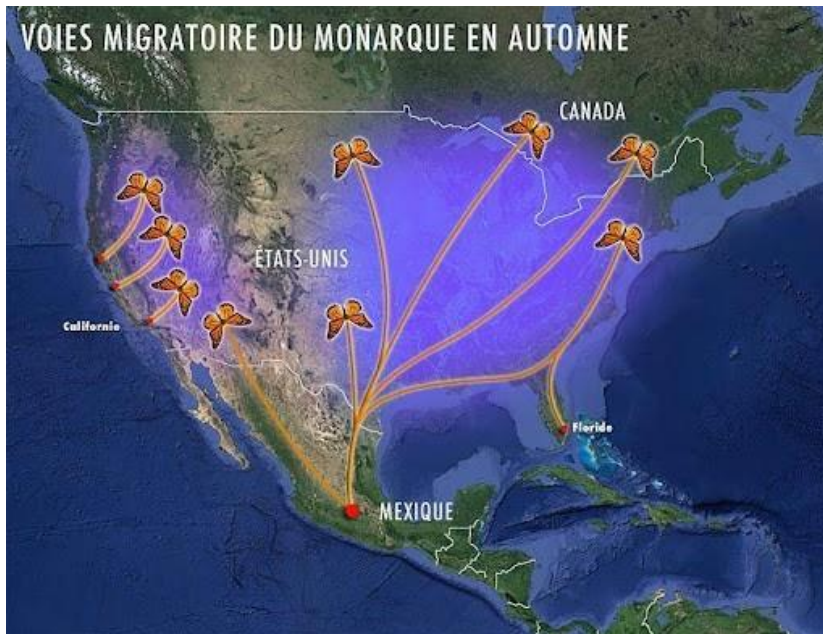 VOIES MIGRATOIRE DU MONARQUE EN AUTOMNE
CANADA
ÉTATS-UNIS
Californie
Floride
MEXIQUE